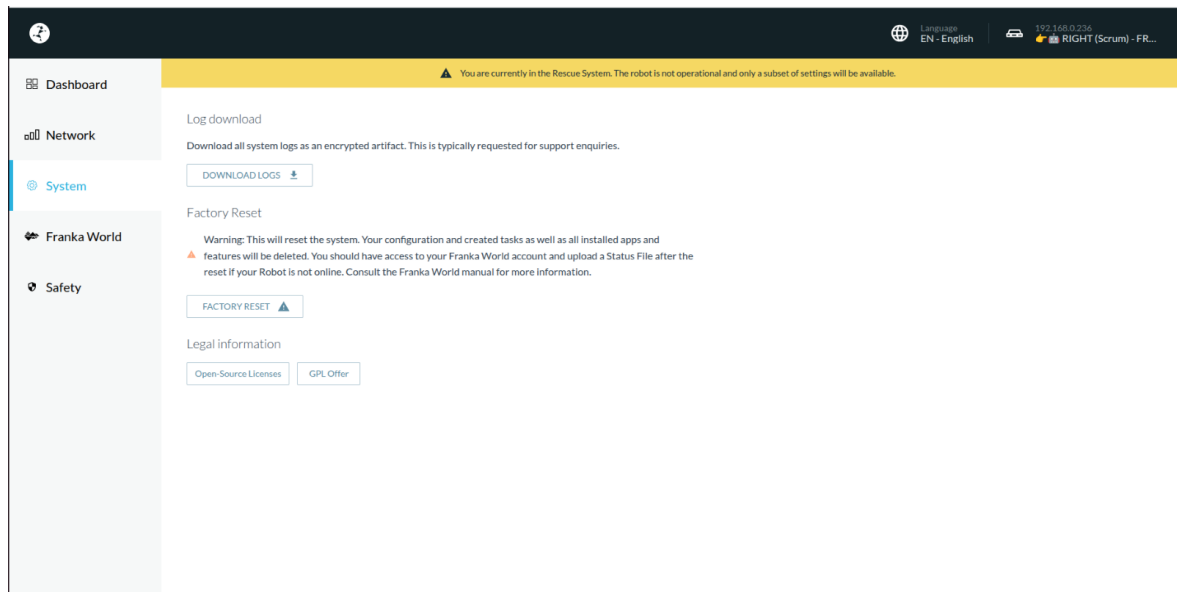 Language
EN - English
192.168.0.236
👉🤖 RIGHT (Scrum) - FR...
You are currently in the Rescue System. The robot is not operational and only a subset of settings will be available.
Dashboard
Network
System
Franka World
Safety
Log download
Download all system logs as an encrypted artifact. This is typically requested for support enquiries.
DOWNLOAD LOGS
Factory Reset
Warning: This will reset the system. Your configuration and created tasks as well as all installed apps and
features will be deleted. You should have access to your Franka World account and upload a Status File after the
reset if your Robot is not online. Consult the Franka World manual for more information.
FACTORY RESET
Legal information
Open-Source Licenses
GPL Offer